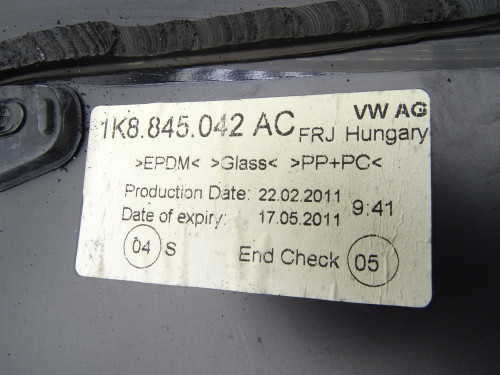 VW AG
1K8.845.042 AC FRJ Hungary
>EPDM< >Glass< >PP+PC<
Production Date: 22.02.2011 9:41
Date of expiry: 17.05.2011
04 S End Check 05